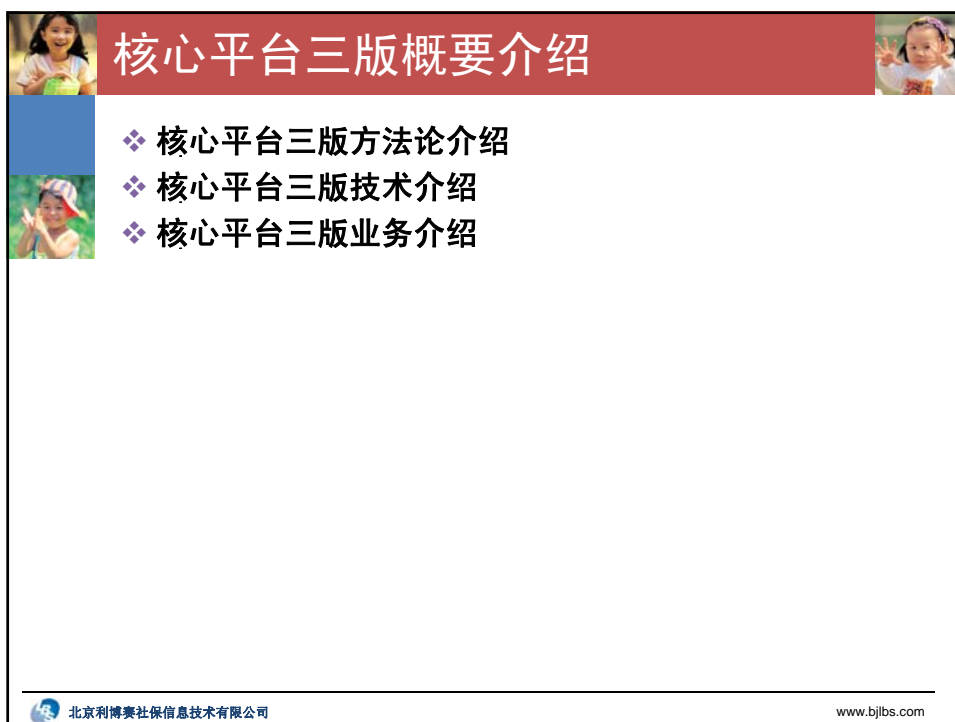 核心平台三版概要介绍
核心平台三版方法论介绍
核心平台三版技术介绍
核心平台三版业务介绍
LBS 北京利博赛社保信息技术有限公司
www.bjlbs.com